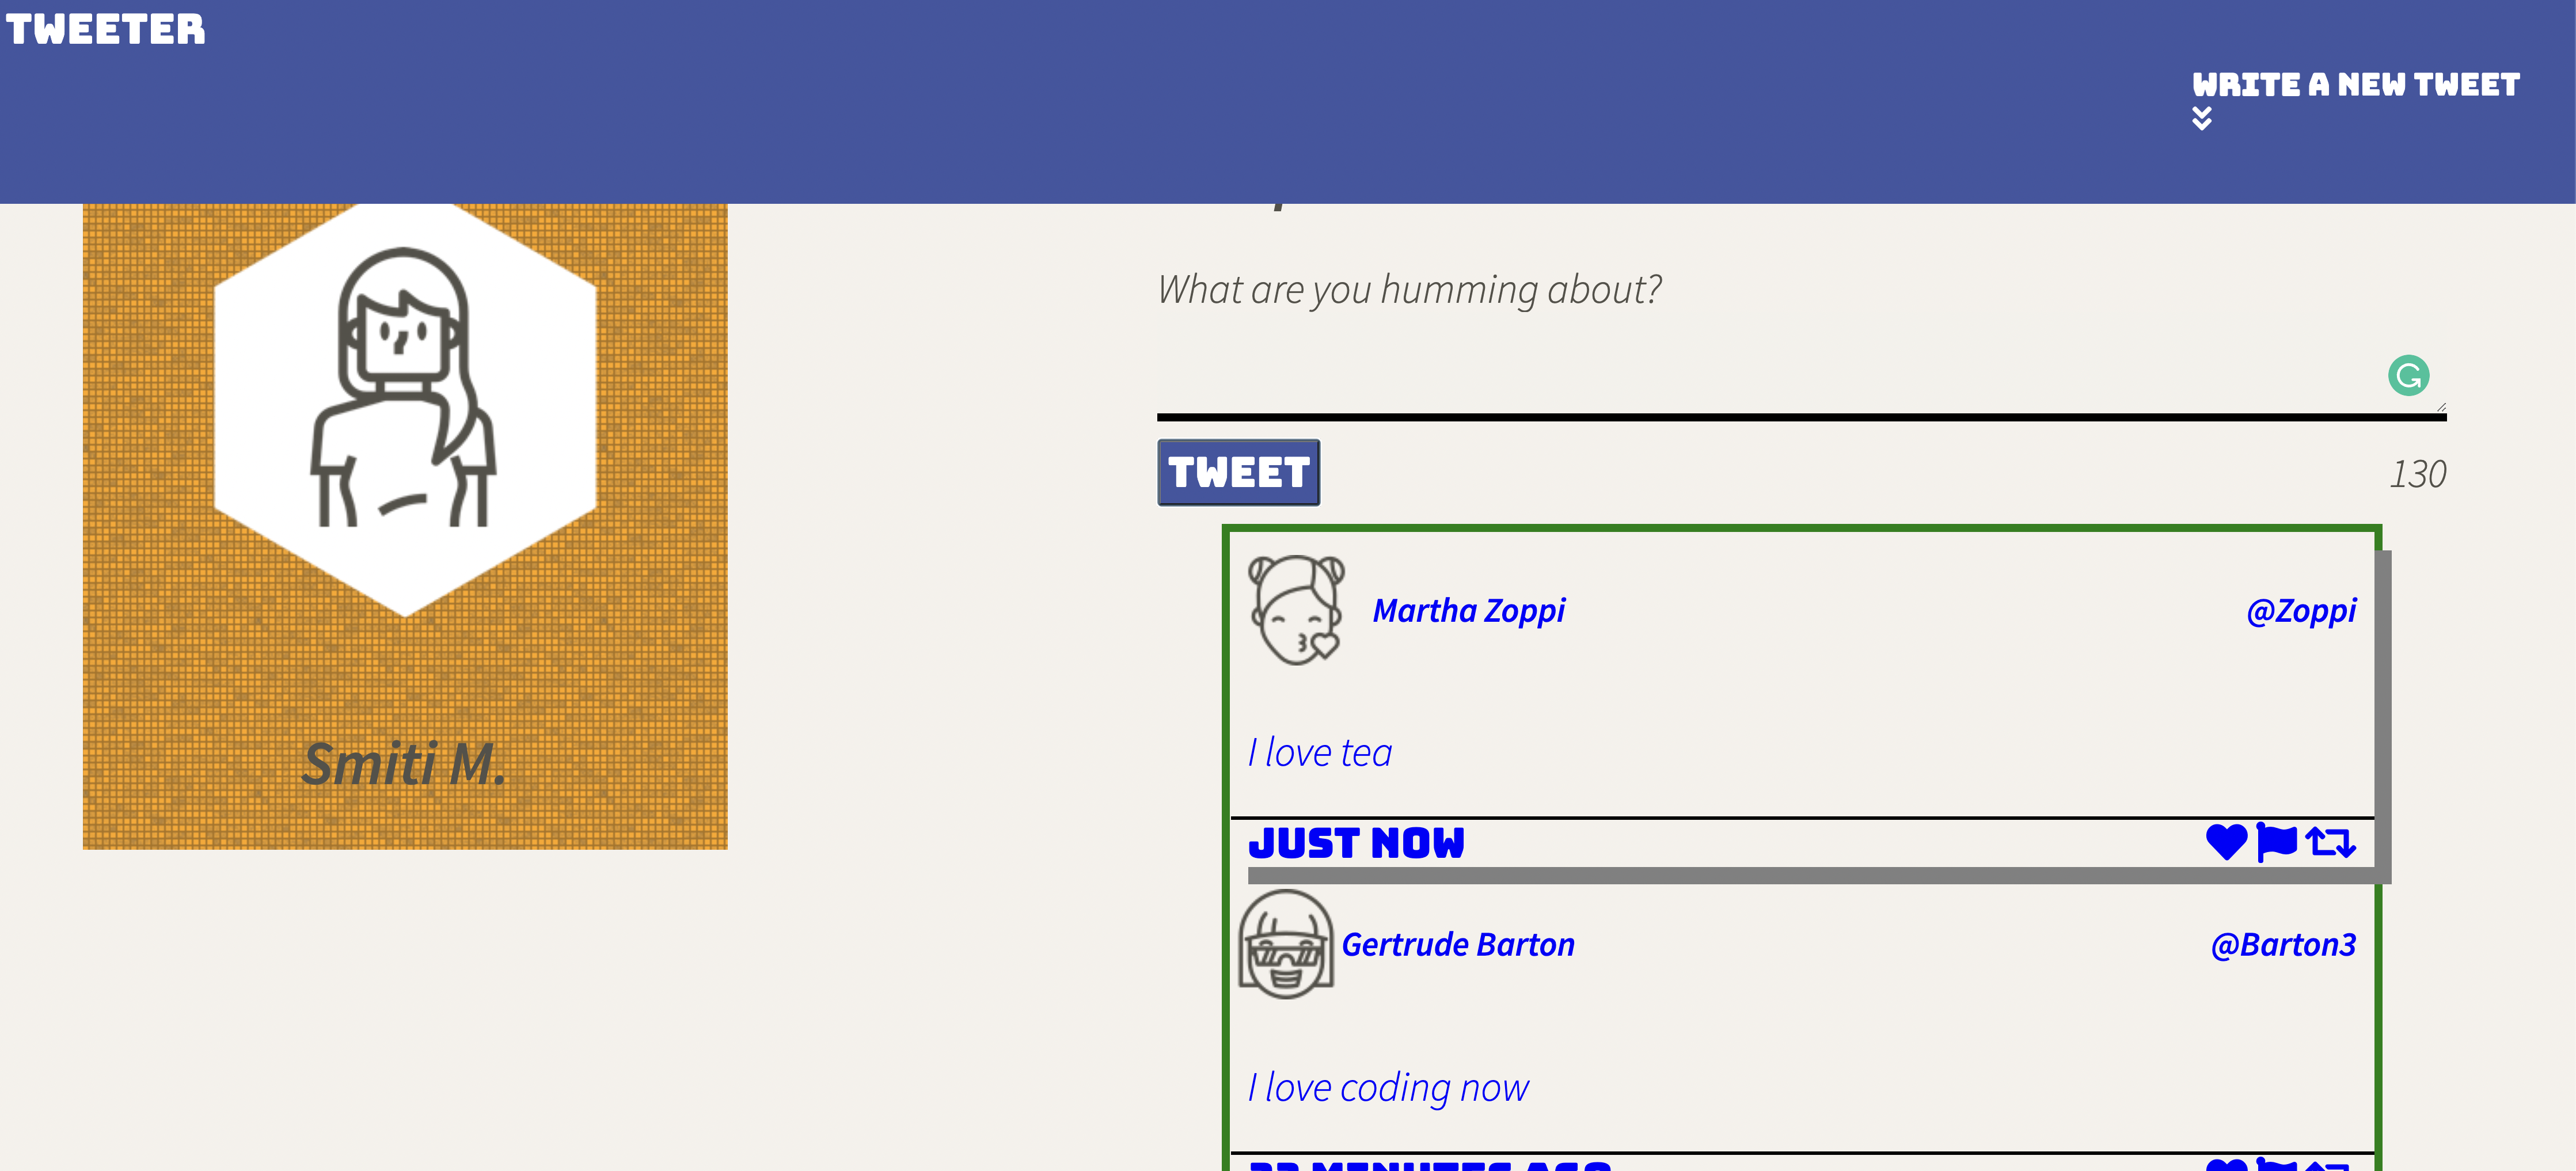 TWEETER
WRITE A NEW TWEET
What are you humming about?
TWEET
130
Smiti M.
Martha Zoppi
@Zoppi
I love tea
JUST NOW
Gertrude Barton
@Barton3
I love coding now